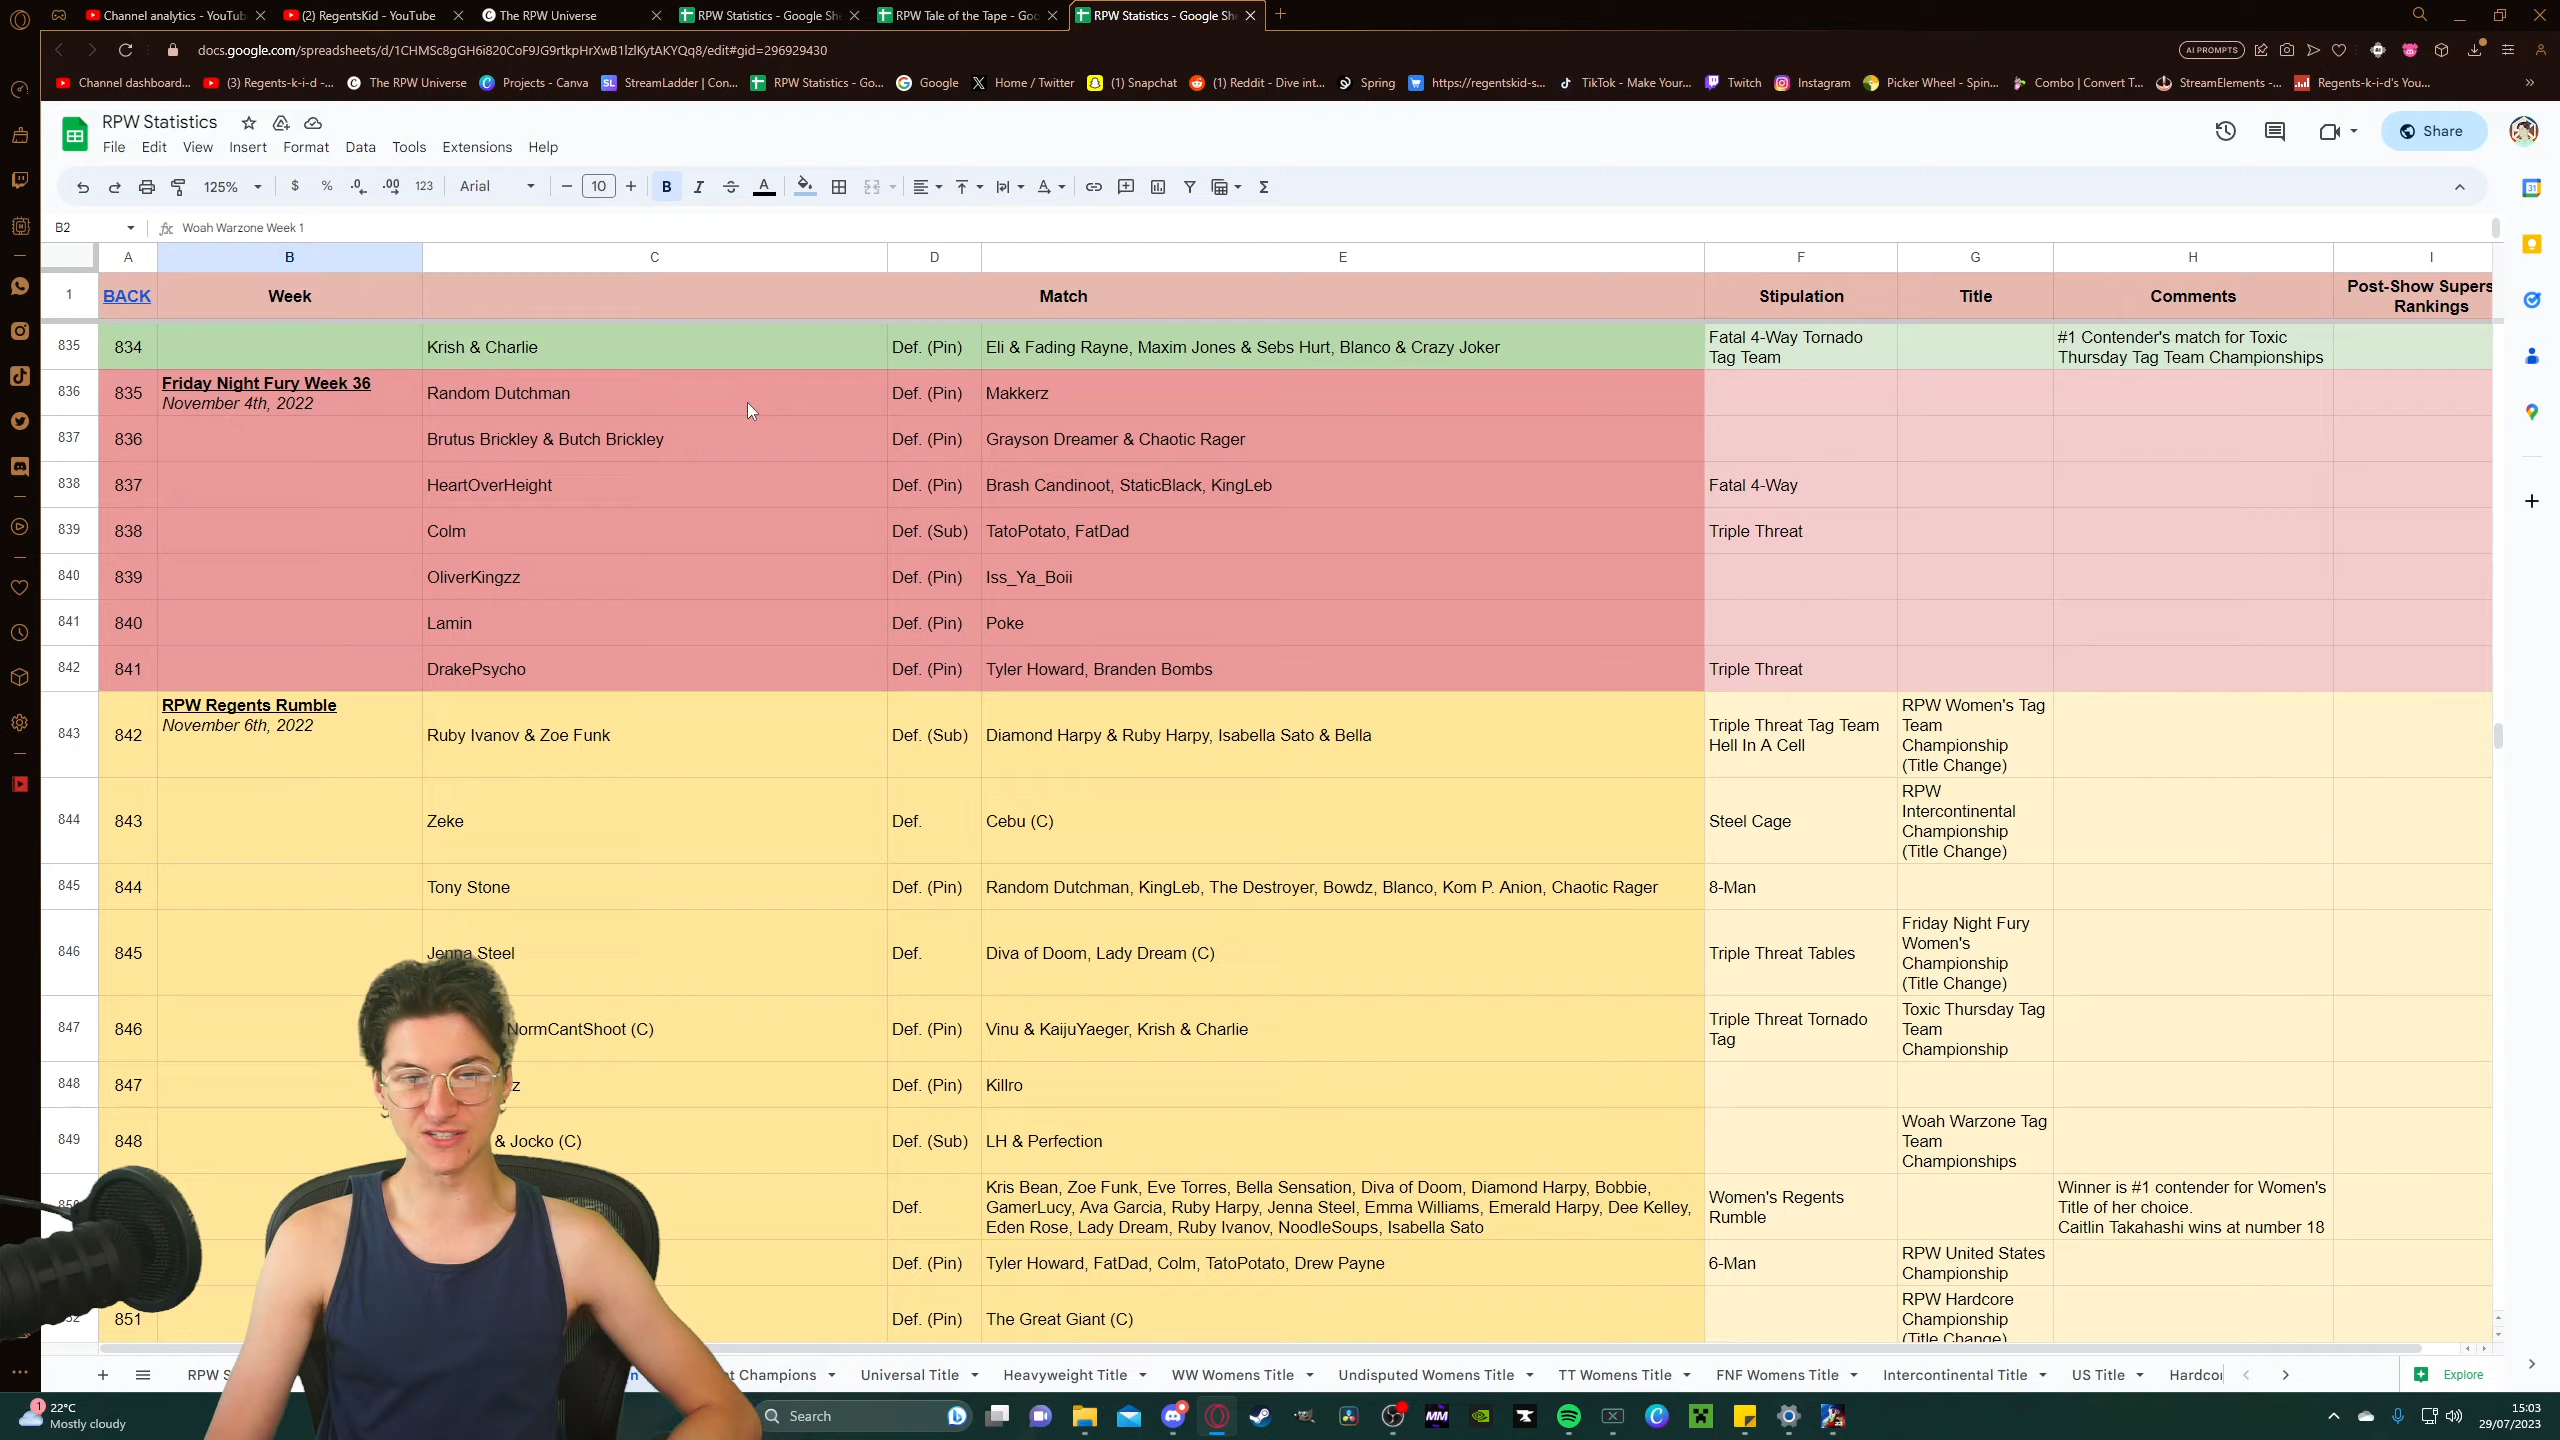 Channel analytics - YouTub
(2) RegentsKid - YouTube
The RPW Universe
RPW Statistics - Google She
RPW Tale of the Tape - Goo
RPW Statistics - Google She
docs.google.com/spreadsheets/d/1CHMSc8gGH6i820CoF9JG9rtkpHrXwB1lzlKytAKYQq8/edit#gid=296929430
AI PROMPTS
Channel dashboard...
(3) Regents-k-i-d -...
The RPW Universe
Projects - Canva
StreamLadder | Con...
RPW Statistics - Go...
Google
Home / Twitter
(1) Snapchat
(1) Reddit - Dive int...
Spring
https://regentskid-s...
TikTok - Make Your...
Twitch
Instagram
Picker Wheel - Spin...
Combo | Convert T...
StreamElements -...
Regents-k-i-d's You...
RPW Statistics
File Edit View Insert Format Data Tools Extensions Help
Share
125% $ % .0 .00 123 Arial 10 B I A
B2 fx Woah Warzone Week 1
A B C D E F G H I
1 BACK Week Match Stipulation Title Comments Post-Show Supers
Rankings
835 834 Krish & Charlie Def. (Pin) Eli & Fading Rayne, Maxim Jones & Sebs Hurt, Blanco & Crazy Joker Fatal 4-Way Tornado #1 Contender's match for Toxic
Tag Team Thursday Tag Team Championships
836 835 Friday Night Fury Week 36 Random Dutchman Def. (Pin) Makkerz
November 4th, 2022
837 836 Brutus Brickley & Butch Brickley Def. (Pin) Grayson Dreamer & Chaotic Rager
838 837 HeartOverHeight Def. (Pin) Brash Candinoot, StaticBlack, KingLeb Fatal 4-Way
839 838 Colm Def. (Sub) TatoPotato, FatDad Triple Threat
840 839 OliverKingzz Def. (Pin) Iss_Ya_Boii
841 840 Lamin Def. (Pin) Poke
842 841 DrakePsycho Def. (Pin) Tyler Howard, Branden Bombs Triple Threat
843 842 RPW Regents Rumble
November 6th, 2022
Ruby Ivanov & Zoe Funk Def. (Sub) Diamond Harpy & Ruby Harpy, Isabella Sato & Bella
Triple Threat Tag Team
Hell In A Cell
RPW Women's Tag
Team
Championship
(Title Change)
844 843 Zeke Def. Cebu (C) Steel Cage
RPW
Intercontinental
Championship
(Title Change)
845 844 Tony Stone Def. (Pin) Random Dutchman, KingLeb, The Destroyer, Bowdz, Blanco, Kom P. Anion, Chaotic Rager 8-Man
846 845 Jenna Steel Def. Diva of Doom, Lady Dream (C) Triple Threat Tables
Friday Night Fury
Women's
Championship
(Title Change)
847 846 NormCantShoot (C) Def. (Pin) Vinu & KaijuYaeger, Krish & Charlie
Triple Threat Tornado
Tag
Toxic Thursday Tag
Team
Championship
848 847 z Def. (Pin) Killro
849 848 & Jocko (C) Def. (Sub) LH & Perfection
Woah Warzone Tag
Team
Championships
Def.
Kris Bean, Zoe Funk, Eve Torres, Bella Sensation, Diva of Doom, Diamond Harpy, Bobbie,
GamerLucy, Ava Garcia, Ruby Harpy, Jenna Steel, Emma Williams, Emerald Harpy, Dee Kelley,
Eden Rose, Lady Dream, Ruby Ivanov, NoodleSoups, Isabella Sato
Women's Regents
Rumble
Winner is #1 contender for Women's
Title of her choice.
Caitlin Takahashi wins at number 18
Def. (Pin) Tyler Howard, FatDad, Colm, TatoPotato, Drew Payne 6-Man
RPW United States
Championship
851 Def. (Pin) The Great Giant (C)
RPW Hardcore
Championship
(Title Change)
RPW S n t Champions Universal Title Heavyweight Title WW Womens Title Undisputed Womens Title TT Womens Title FNF Womens Title Intercontinental Title US Title Hardcor Explore
1 22°C
Mostly cloudy
Search
15:03
29/07/2023